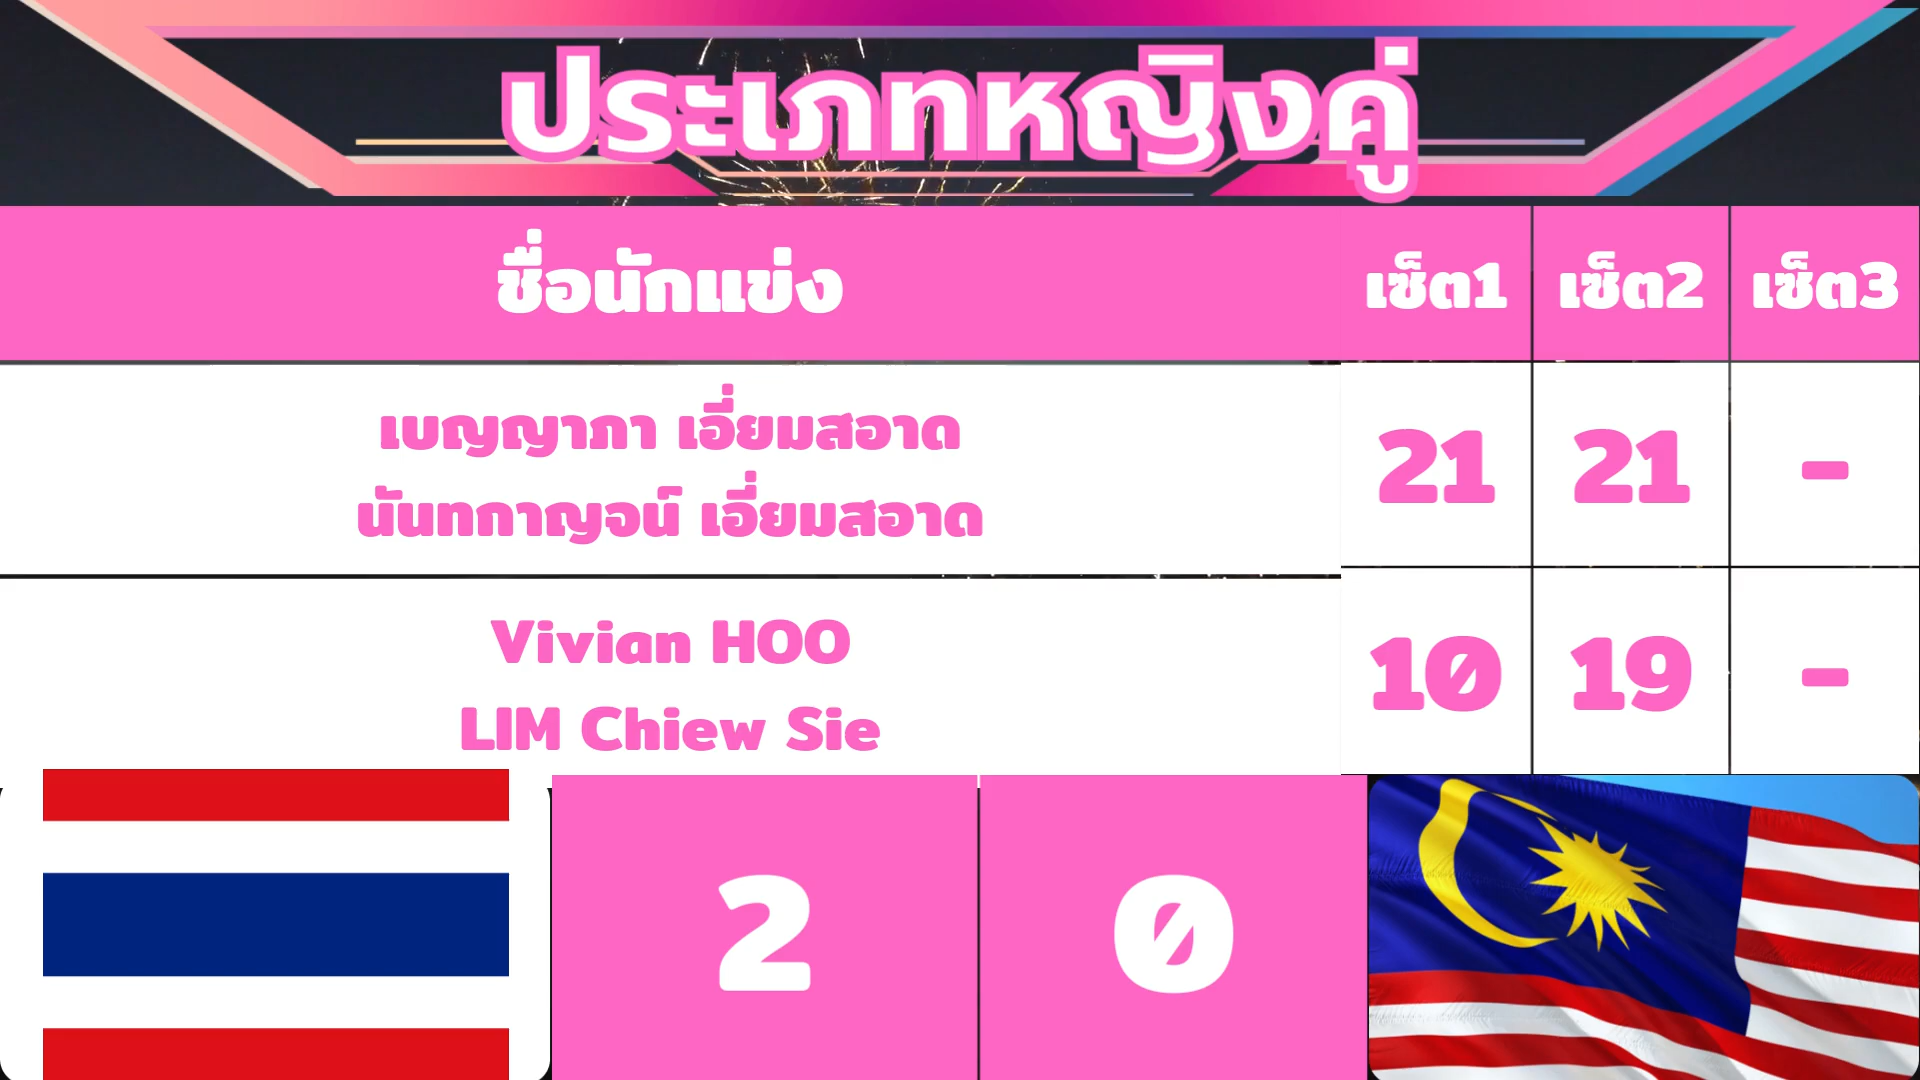 ประเภทหญิงคู่
ชื่อนักแข่ง เซ็ต1 เซ็ต2 เซ็ต3
เบญญาภา เอี่ยมสอาด
นันทกาญจน์ เอี่ยมสอาด
21 21 -
Vivian HOO
LIM Chiew Sie
10 19 -
2 0